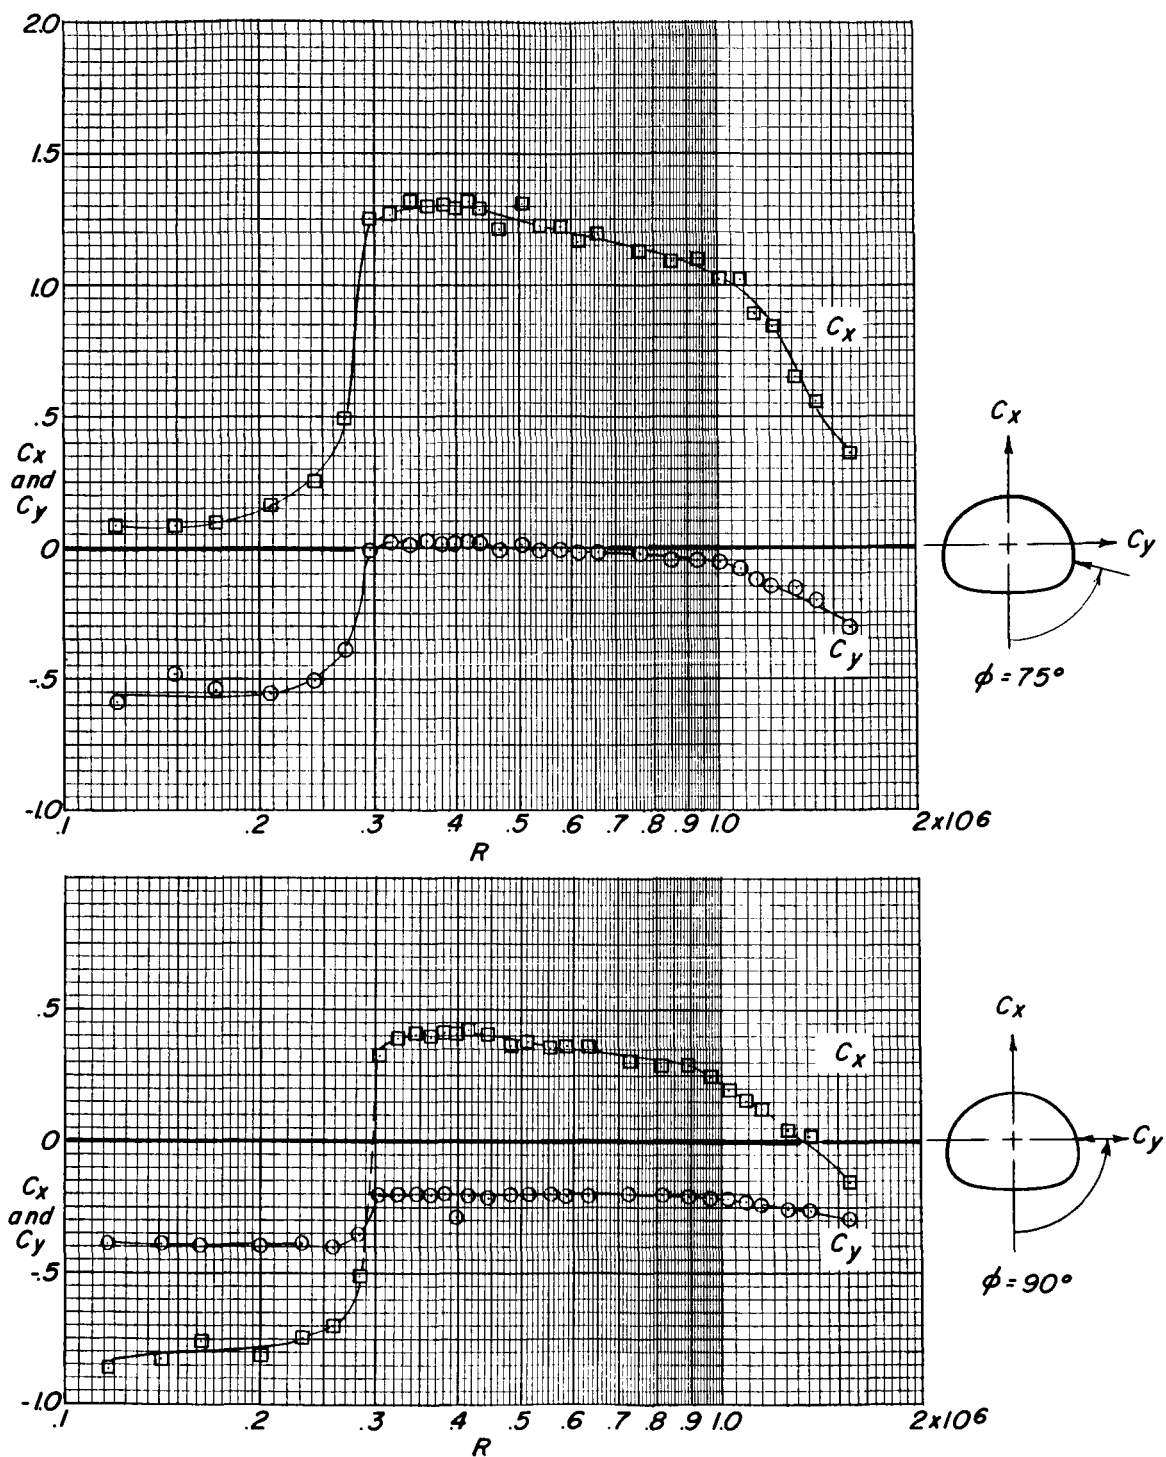 2.0
1.5
1.0
.5
Cx
and
Cy
0
-.5
-1.0
.1 .2 .3 .4 .5 .6 .7 .8 .9 1.0 2x10⁶
R
Cx
Cy
Cx
Cy
ϕ = 75°
.5
0
Cx
and
Cy
-.5
-1.0
.1 .2 .3 .4 .5 .6 .7 .8 .9 1.0 2x10⁶
R
Cx
Cy
Cx
Cy
ϕ = 90°